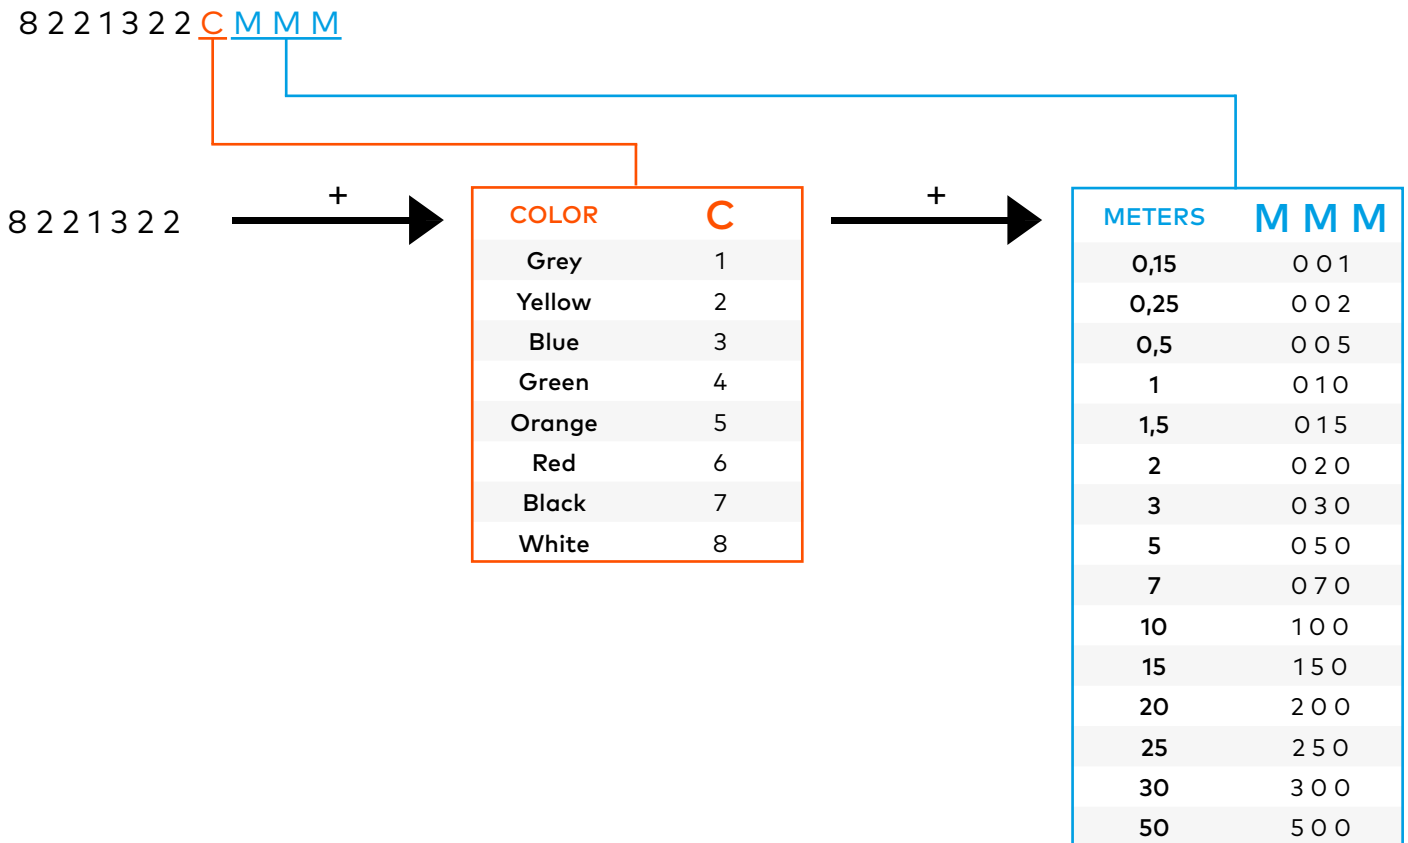 8 2 2 1 3 2 2 C M M M
8 2 2 1 3 2 2
+
COLOR C
Grey 1
Yellow 2
Blue 3
Green 4
Orange 5
Red 6
Black 7
White 8
+
METERS M M M
0,15 0 0 1
0,25 0 0 2
0,5 0 0 5
1 0 1 0
1,5 0 1 5
2 0 2 0
3 0 3 0
5 0 5 0
7 0 7 0
10 1 0 0
15 1 5 0
20 2 0 0
25 2 5 0
30 3 0 0
50 5 0 0